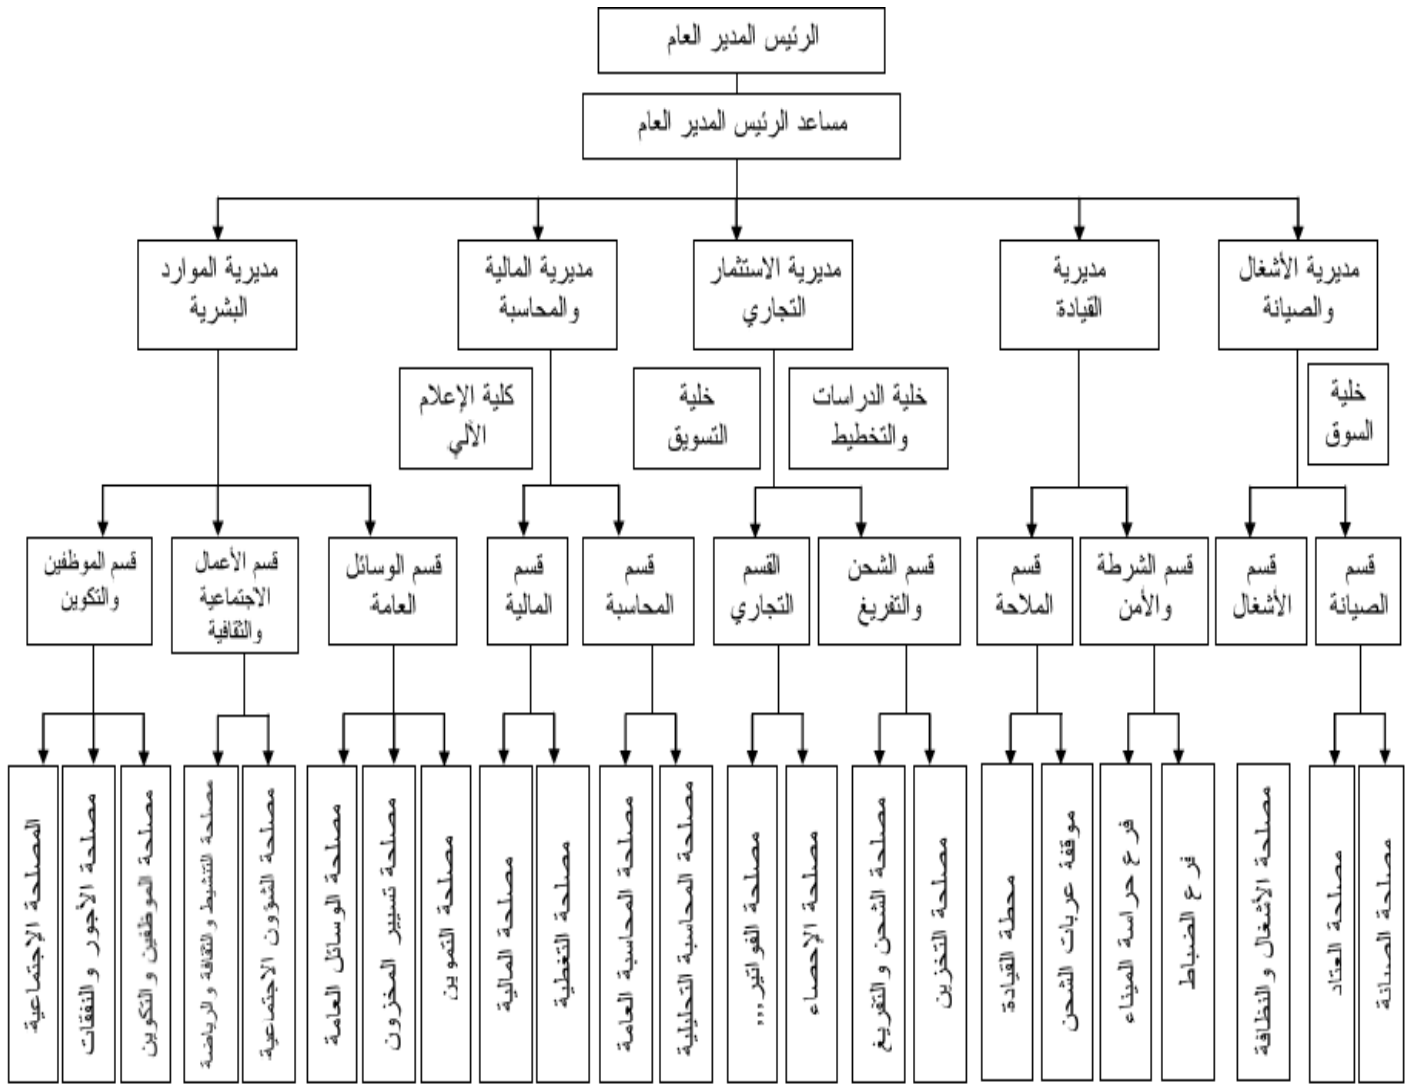 الرئيس المدير العام
مساعد الرئيس المدير العام
مديرية الأشغال
والصيانة
مديرية
القيادة
مديرية الاستثمار
التجاري
مديرية المالية
والمحاسبة
مديرية الموارد
البشرية
خلية
السوق
خلية الدراسات
والتخطيط
خلية
التسويق
كلية الإعلام
الآلي
قسم
الصيانة
قسم
الأشغال
قسم الشرطة
والأمن
قسم
الملاحة
قسم الشحن
والتفريغ
القسم
التجاري
قسم
المحاسبة
قسم
المالية
قسم الوسائل
العامة
قسم الأعمال
الاجتماعية
والثقافية
قسم الموظفين
والتكوين
مصلحة الصيانة
مصلحة العتاد
مصلحة الأشغال والنظافة
فرع الضباط
فرع حراسة الميناء
موقفة عربات الشحن
محطة القيادة
مصلحة التخزين
مصلحة الشحن والتفريغ
مصلحة الإحصاء
مصلحة الفواتير...
مصلحة المحاسبة التحليلية
مصلحة المحاسبة العامة
مصلحة التغطية
مصلحة المالية
مصلحة التموين
مصلحة تسيير المخزون
مصلحة الوسائل العامة
مصلحة الشؤون الاجتماعية
مصلحة التنشيط والثقافة والرياضة
مصلحة الموظفين والتكوين
مصلحة الأجور والنفقات
المصلحة الإجتماعية